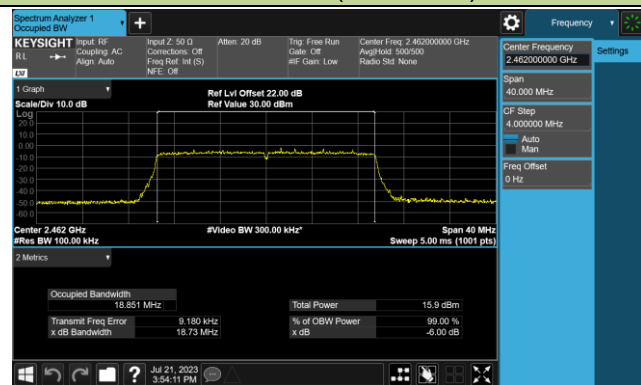 Spectrum Analyzer 1
Occupied BW
Frequency
KEYSIGHT
RL
LXI
Input: RF
Coupling: AC
Align: Auto
Input Z: 50 Ω
Corrections: Off
Freq Ref: Int (S)
NFE: Off
Atten: 20 dB
Trig: Free Run
Gate: Off
#IF Gain: Low
Center Freq: 2.462000000 GHz
Avg|Hold: 500/500
Radio Std: None
Center Frequency
2.462000000 GHz
Settings
Span
40.000 MHz
CF Step
4.000000 MHz
Auto
Man
Freq Offset
0 Hz
1 Graph
Scale/Div 10.0 dB
Ref Lvl Offset 22.00 dB
Ref Value 30.00 dBm
Log
20.0
10.0
0.0
-10.0
-20.0
-30.0
-40.0
-50.0
-60.0
Center 2.462 GHz
#Res BW 100.00 kHz
#Video BW 300.00 kHz*
Span 40 MHz
Sweep 5.00 ms (1001 pts)
2 Metrics
Occupied Bandwidth
18.851 MHz
Total Power 15.9 dBm
Transmit Freq Error 9.180 kHz
% of OBW Power 99.00 %
x dB Bandwidth 18.73 MHz
x dB -6.00 dB
?
Jul 21, 2023
3:54:11 PM